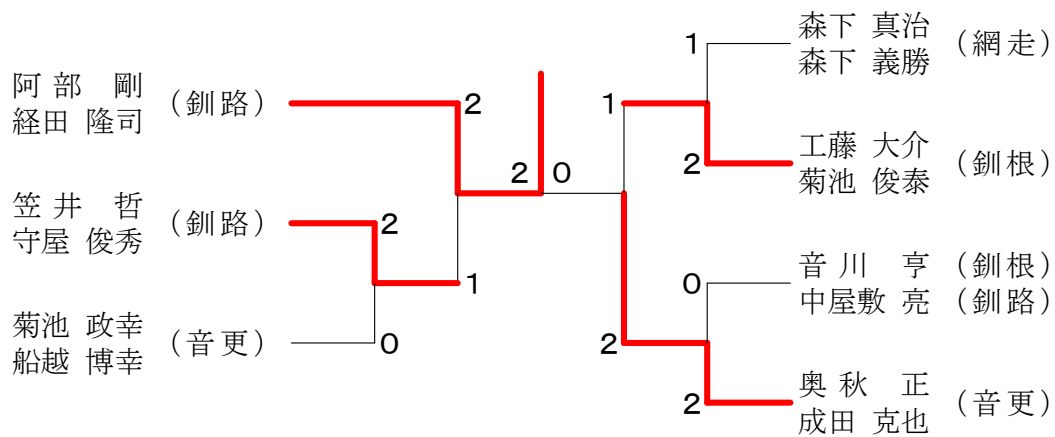 阿部 剛
経田 隆司
(釧路)
2
笠井 哲
守屋 俊秀
(釧路)
2
1
菊池 政幸
船越 博幸
(音更)
0
2 0
1
森下 真治
森下 義勝
(網走)
1
2
工藤 大介
菊池 俊泰
(釧根)
0
音川 亨 (釧根)
中屋敷 亮 (釧路)
2
2
奥秋 正
成田 克也
(音更)